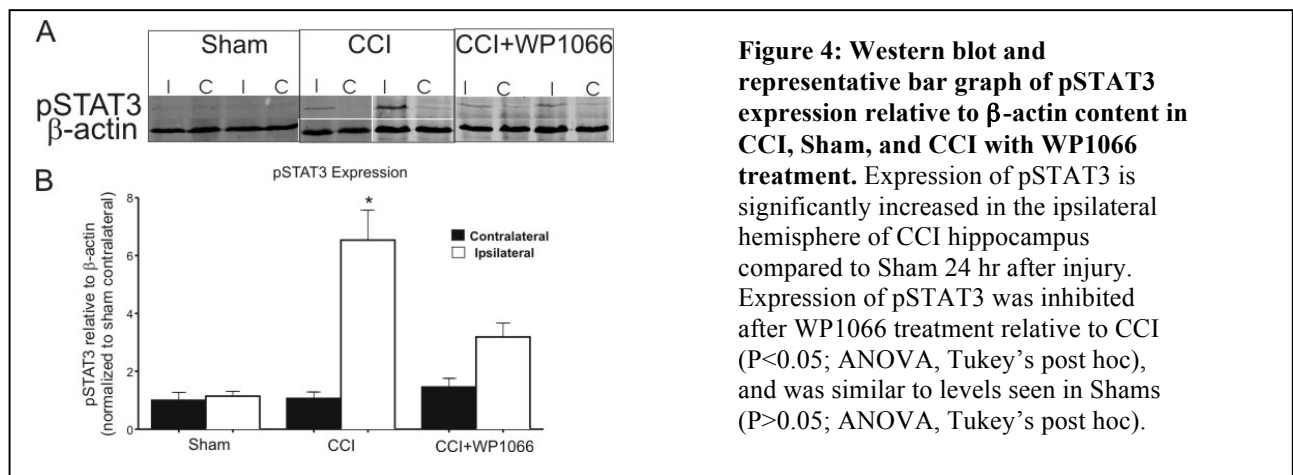 A
Sham CCI CCI+WP1066
I C I C I C I C I C I C
pSTAT3
β-actin
B
pSTAT3 Expression
pSTAT3 relative to β-actin
(normalized to sham contralateral)
8
6
4
2
0
*
Contralateral
Ipsilateral
Sham CCI CCI+WP1066
Figure 4: Western blot and
representative bar graph of pSTAT3
expression relative to β-actin content in
CCI, Sham, and CCI with WP1066
treatment. Expression of pSTAT3 is
significantly increased in the ipsilateral
hemisphere of CCI hippocampus
compared to Sham 24 hr after injury.
Expression of pSTAT3 was inhibited
after WP1066 treatment relative to CCI
(P<0.05; ANOVA, Tukey’s post hoc),
and was similar to levels seen in Shams
(P>0.05; ANOVA, Tukey’s post hoc).